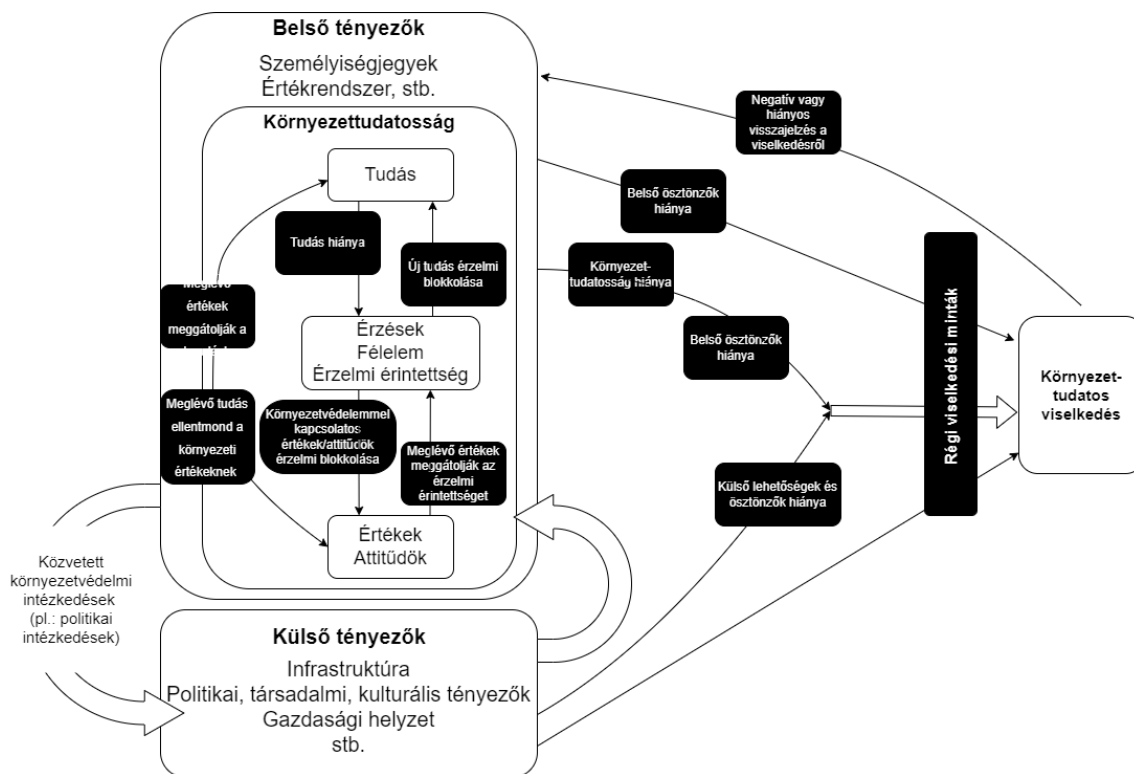 Belső tényezők
Személyiségjegyek
Értékrendszer, stb.
Környezettudatosság
Tudás
Tudás hiánya
Új tudás érzelmi
blokkolása
értékek
meggátolják a
Érzések
Félelem
Érzelmi érintettség
Meglévő tudás
ellentmond a
környezeti
értékeknek
Környezetvédelemmel
kapcsolatos
értékek/attitűdök
érzelmi blokkolása
Meglévő értékek
meggátolják az
érzelmi
érintettséget
Értékek
Attitűdök
Közvetett
környezetvédelmi
intézkedések
(pl.: politikai
intézkedések)
Külső tényezők
Infrastruktúra
Politikai, társadalmi, kulturális tényezők
Gazdasági helyzet
stb.
Negatív vagy
hiányos
visszajelzés a
viselkedésről
Belső ösztönzők
hiánya
Környezet-
tudatosság hiánya
Belső ösztönzők
hiánya
Külső lehetőségek és
ösztönzők hiánya
Régi viselkedési minták
Környezet-
tudatos
viselkedés